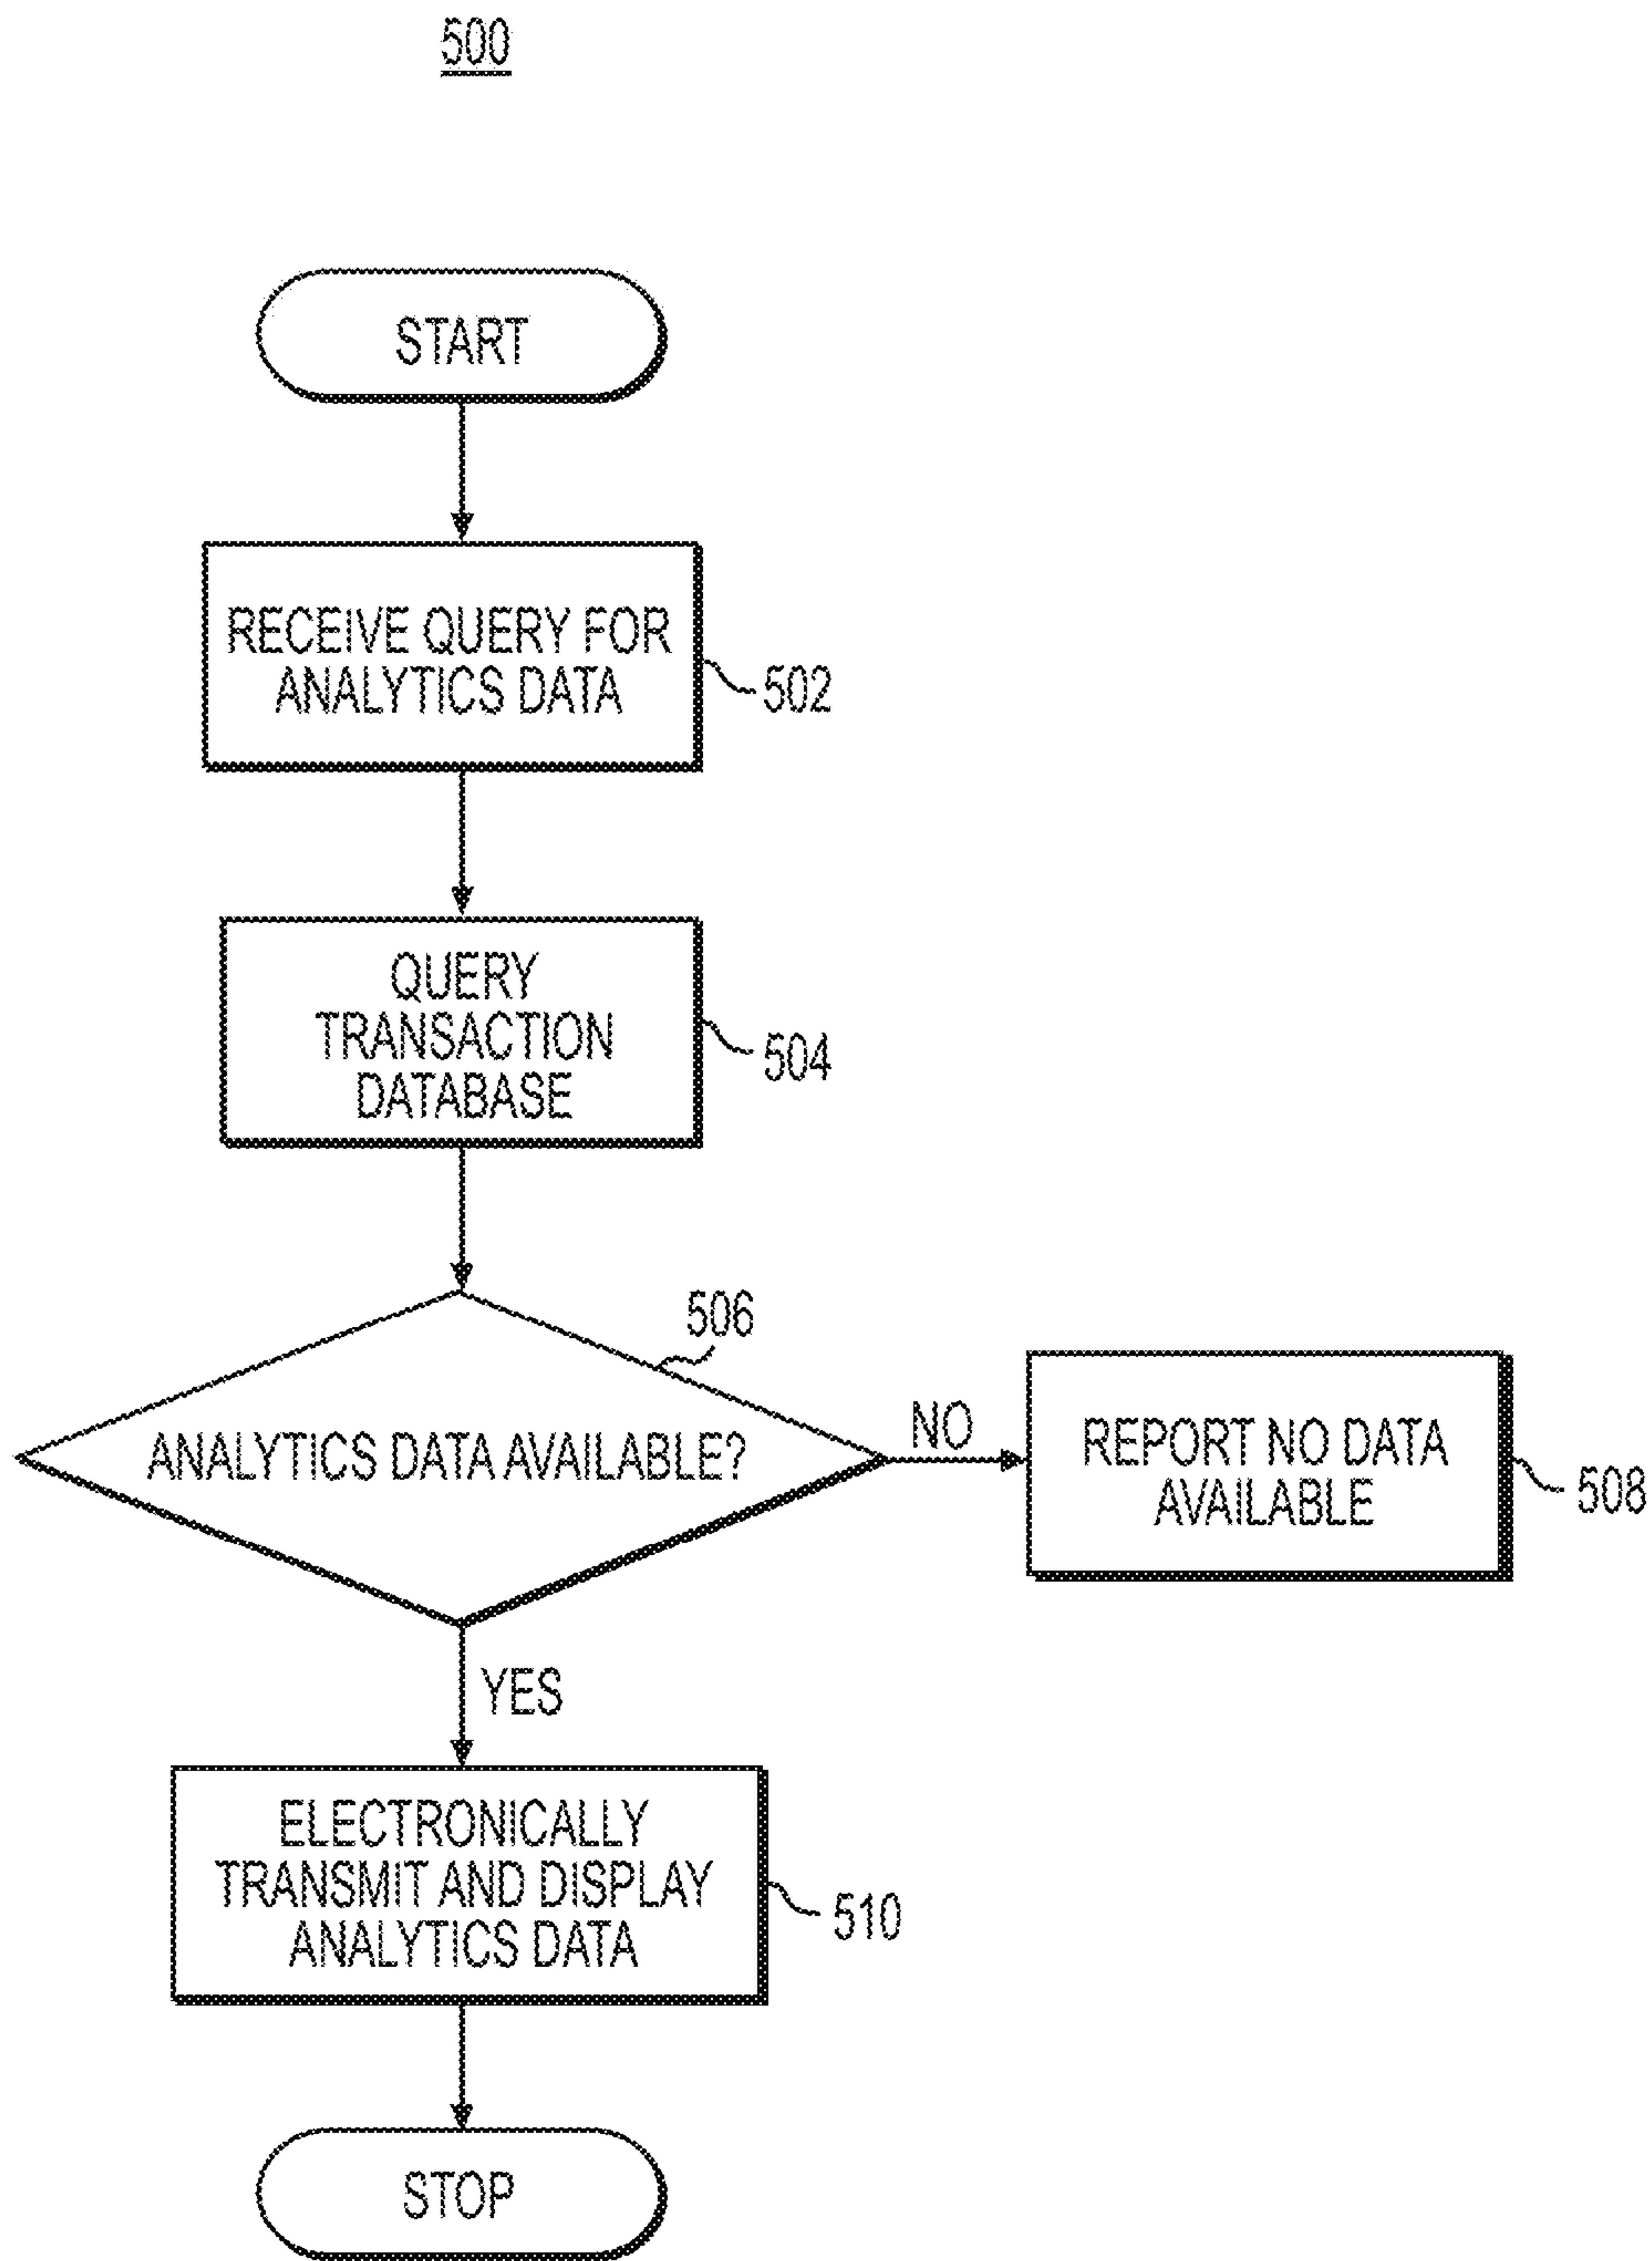 500
START
RECEIVE QUERY FOR
ANALYTICS DATA
502
QUERY
TRANSACTION
DATABASE
504
506
ANALYTICS DATA AVAILABLE?
NO
REPORT NO DATA
AVAILABLE
508
YES
ELECTRONICALLY
TRANSMIT AND DISPLAY
ANALYTICS DATA
510
STOP